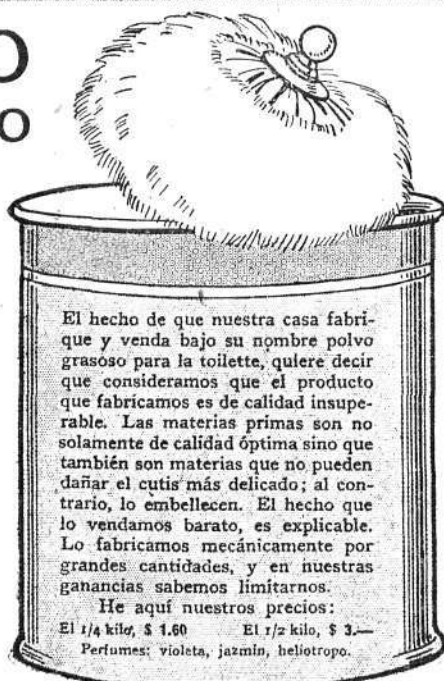 O
o
El hecho de que nuestra casa fabri-
que y venda bajo su nombre polvo
grasoso para la toilette, quiere decir
que consideramos que el producto
que fabricamos es de calidad insupe-
rable. Las materias primas son no
solamente de calidad óptima sino que
también son materias que no pueden
dañar el cutis más delicado; al con-
trario, lo embellecen. El hecho que
lo vendamos barato, es explicable.
Lo fabricamos mecánicamente por
grandes cantidades, y en nuestras
ganancias sabemos limitarnos.
He aquí nuestros precios:
El 1/4 kilo, $ 1.60 El 1/2 kilo, $ 3.—
Perfumes: violeta, jazmín, heliotropo.